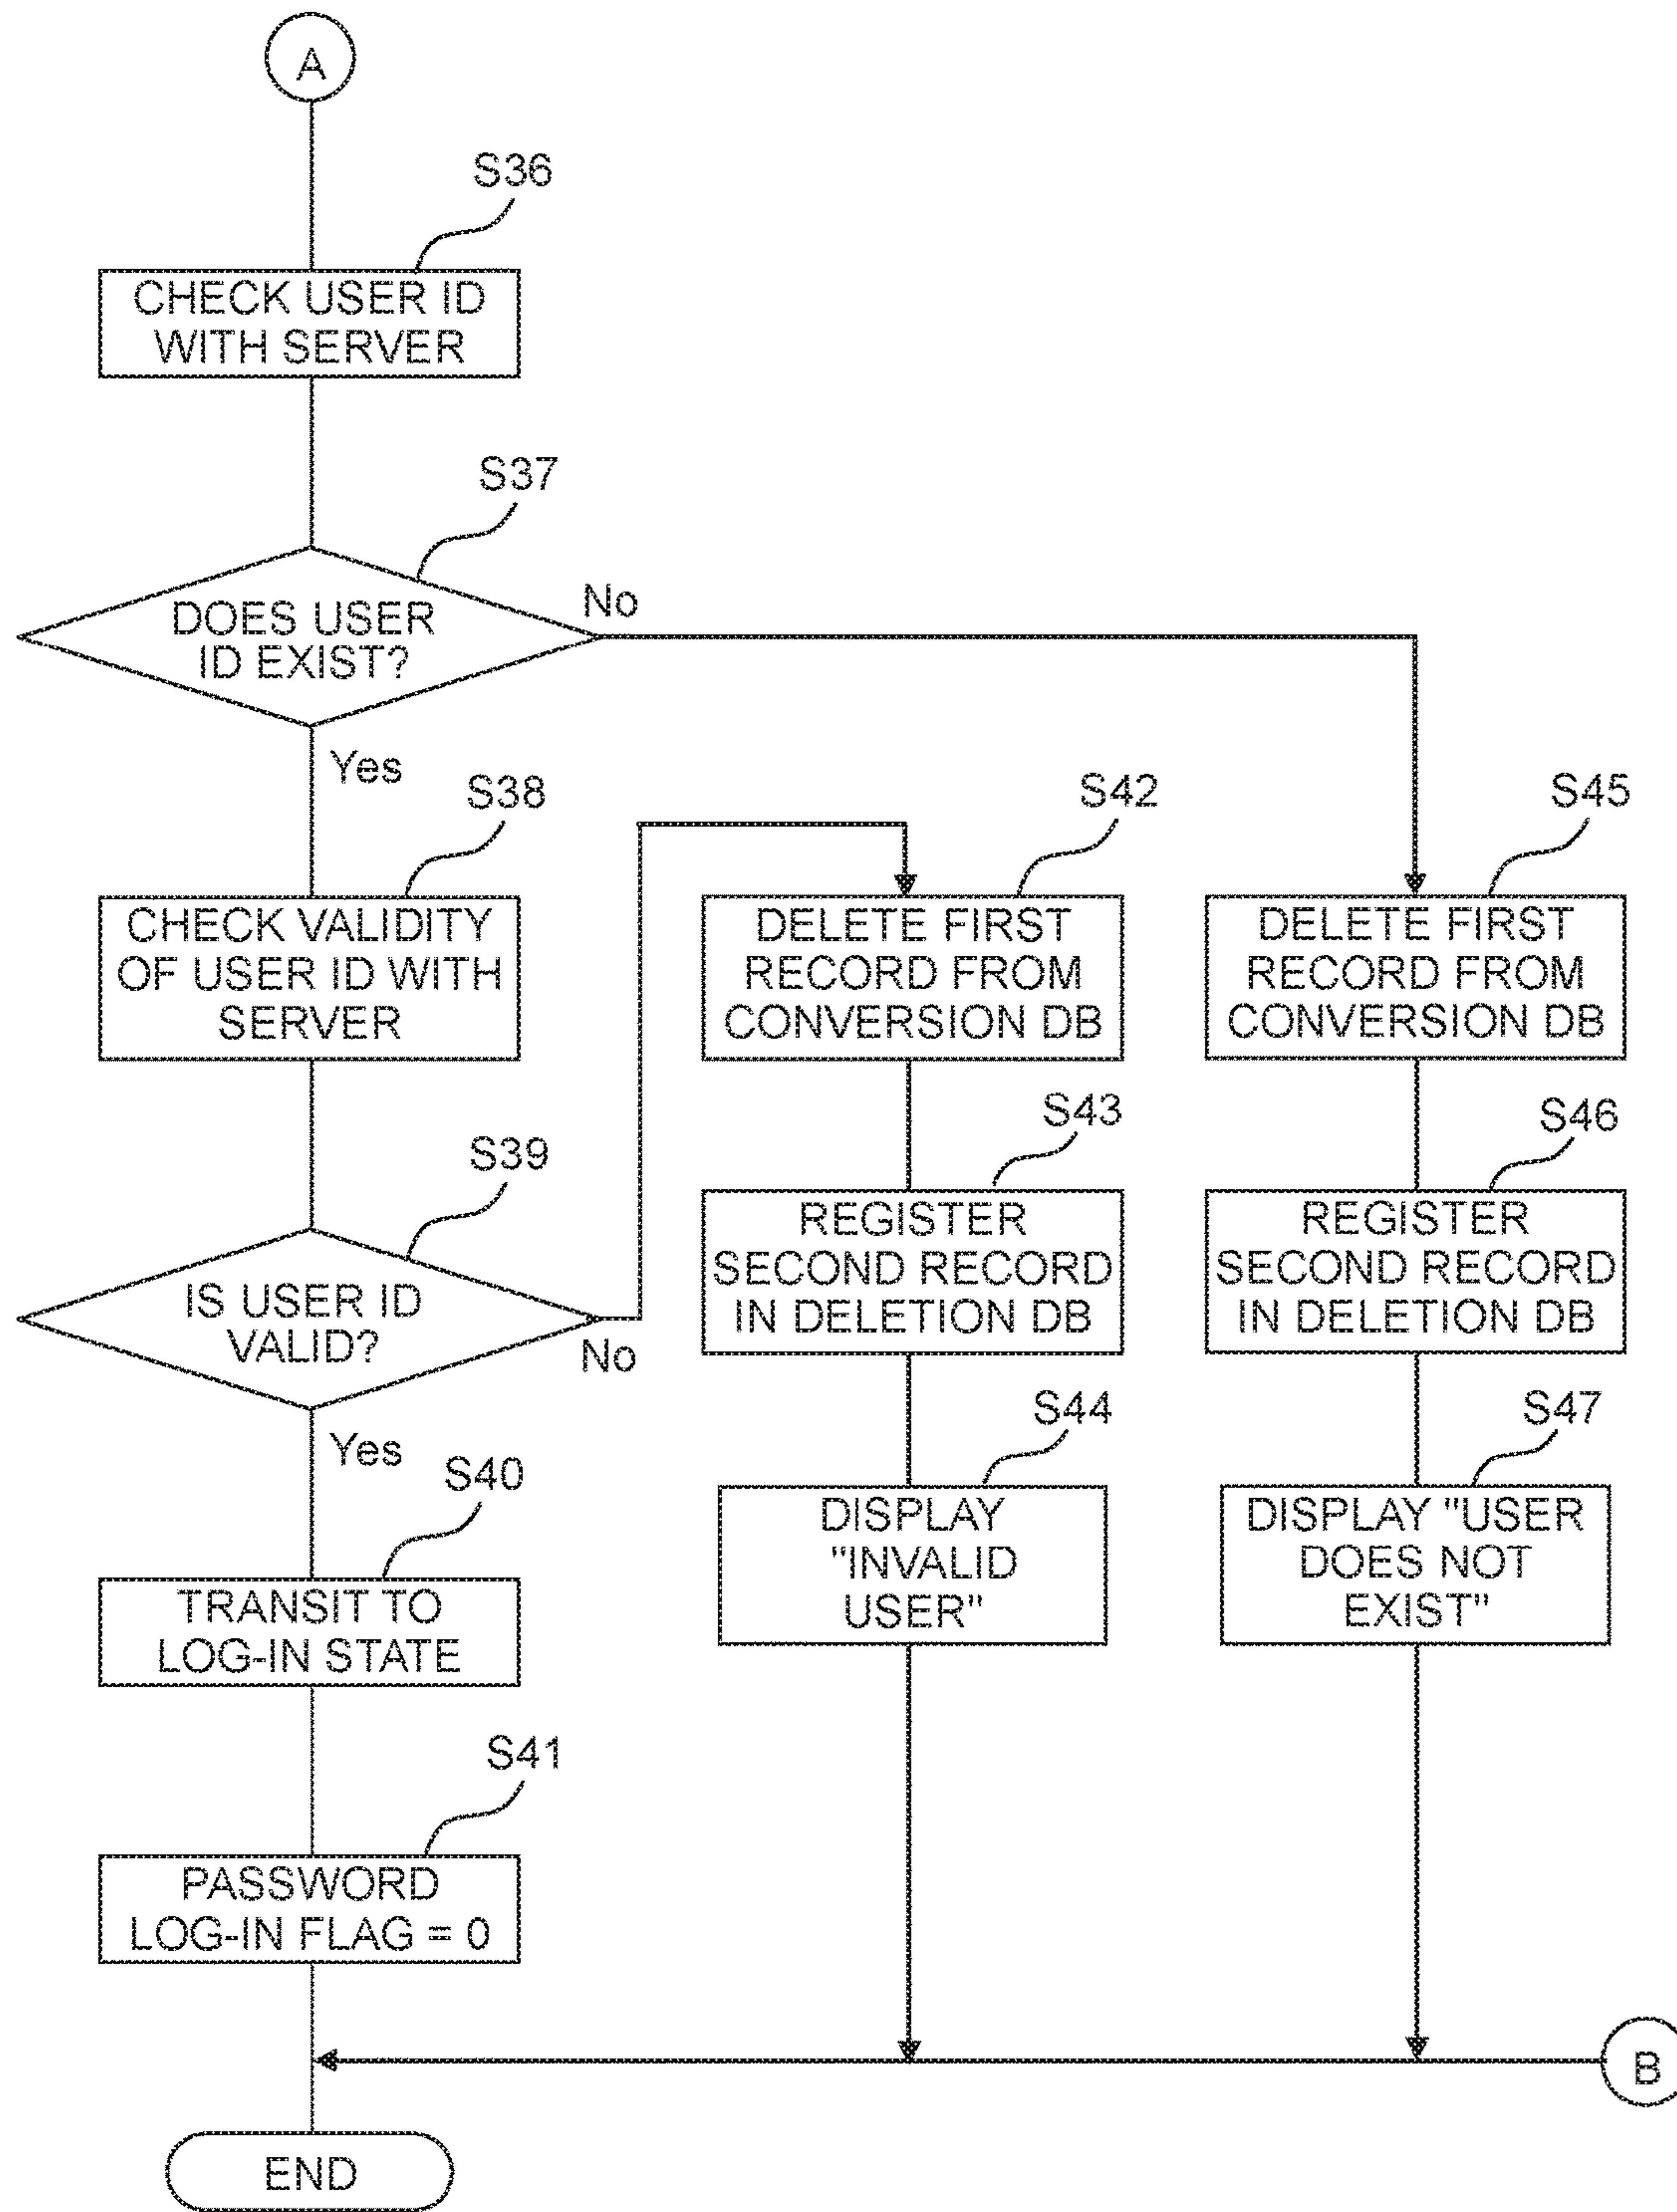 A
S36
CHECK USER ID
WITH SERVER
S37
DOES USER
ID EXIST?
No
Yes
S38
CHECK VALIDITY
OF USER ID WITH
SERVER
S39
IS USER ID
VALID?
No
Yes
S40
TRANSIT TO
LOG-IN STATE
S41
PASSWORD
LOG-IN FLAG = 0
END
S42
DELETE FIRST
RECORD FROM
CONVERSION DB
S43
REGISTER
SECOND RECORD
IN DELETION DB
S44
DISPLAY
"INVALID
USER"
S45
DELETE FIRST
RECORD FROM
CONVERSION DB
S46
REGISTER
SECOND RECORD
IN DELETION DB
S47
DISPLAY "USER
DOES NOT
EXIST"
B